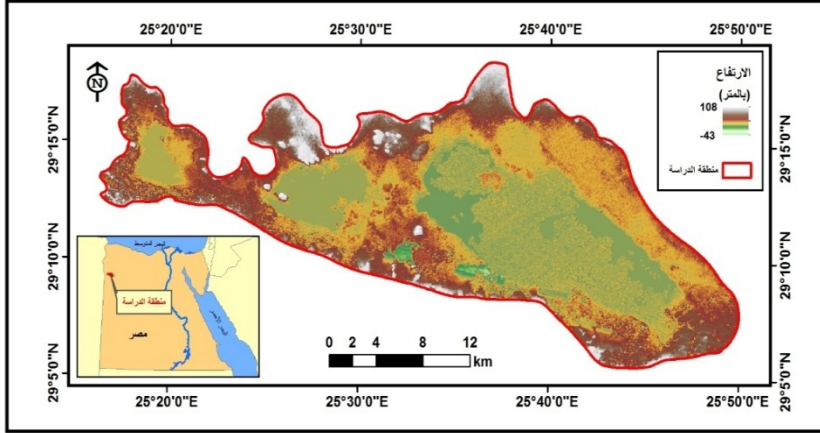 25°20'0"E 25°30'0"E 25°40'0"E 25°50'0"E
N
الارتفاع
(بالمتر)
108
-43
منطقة الدراسة
29°15'0"N 29°15'0"N
29°10'0"N 29°10'0"N
29°5'0"N 29°5'0"N
البحر المتوسط
منطقة الدراسة
مصر
البحر الأحمر
0 2 4 8 12
km
25°20'0"E 25°30'0"E 25°40'0"E 25°50'0"E